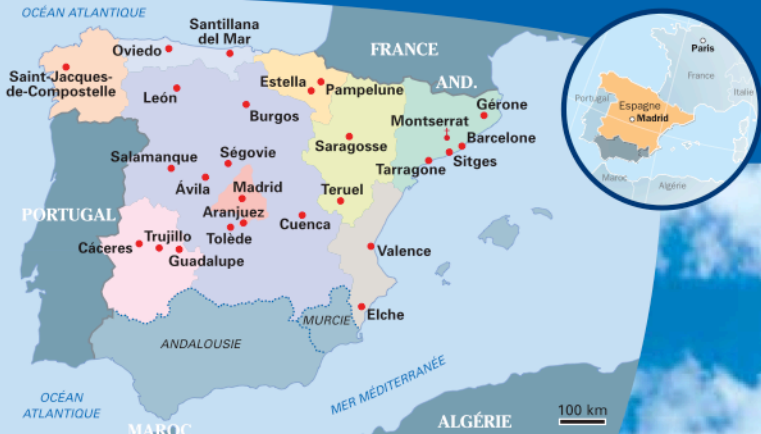 OCÉAN ATLANTIQUE
Santillana
del Mar
Oviedo
FRANCE
Saint-Jacques-
de-Compostelle
León
Estella
Pampelune
AND.
Burgos
Gérone
Montserrat
Barcelone
Saragosse
Sitges
Tarragone
Salamanque
Ségovie
Ávila
Madrid
Teruel
PORTUGAL
Aranjuez
Cuenca
Cáceres
Trujillo
Tolède
Guadalupe
Valence
Elche
MURCIE
ANDALOUSIE
OCÉAN
ATLANTIQUE
MER MÉDITERRANÉE
MAROC
ALGÉRIE
100 km
Paris
France
Italie
Portugal
Espagne
Madrid
Maroc
Algérie